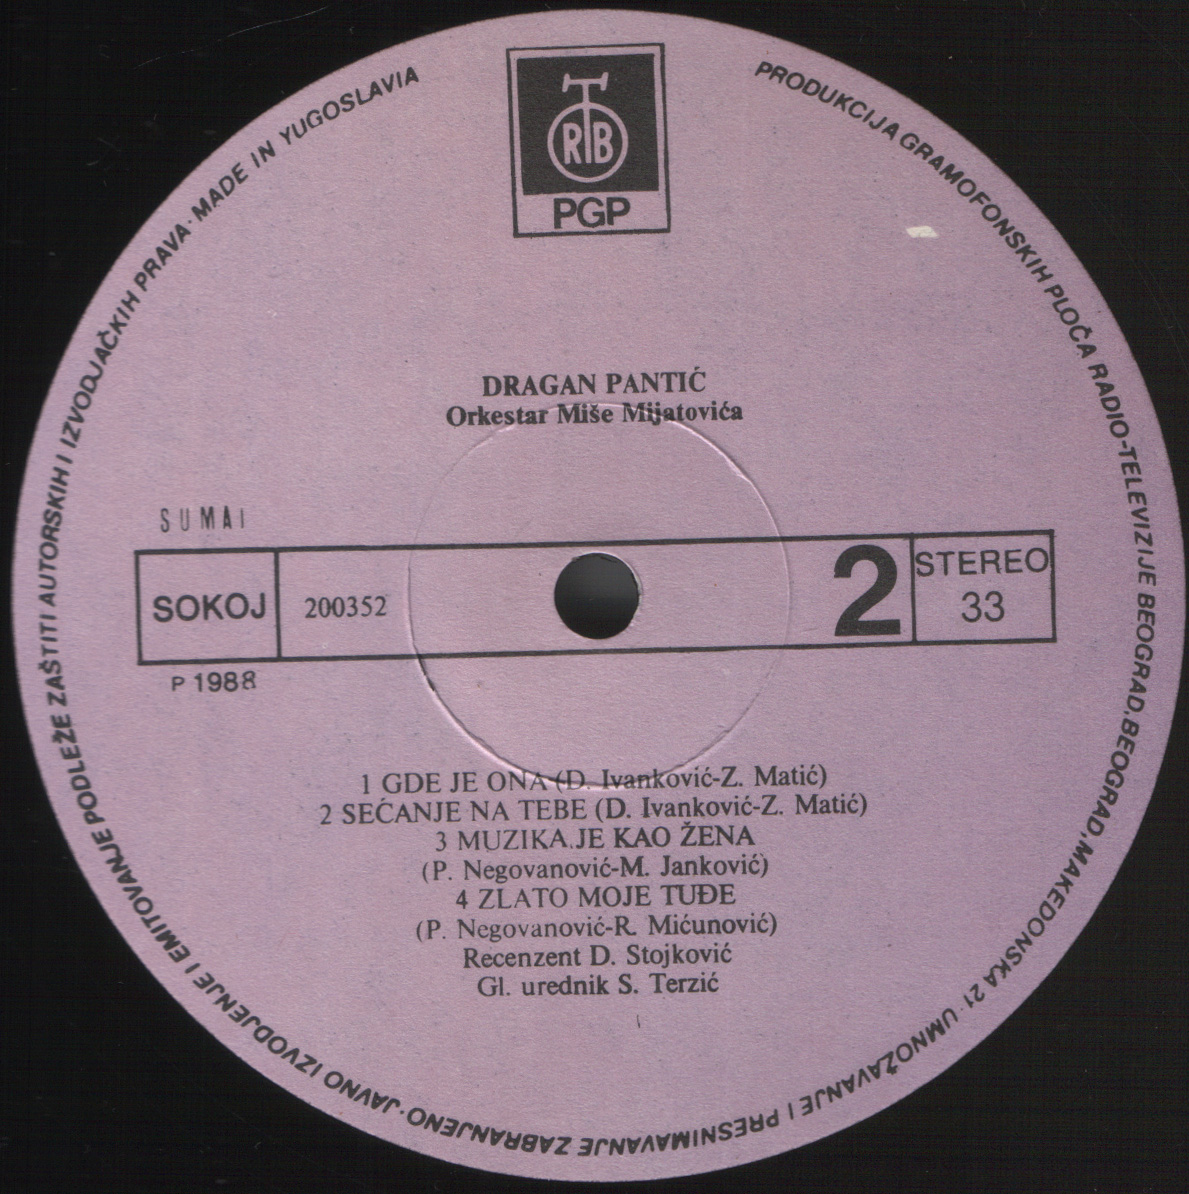 PRODUKCIJA GRAMOFONSKIH PLOČA RADIO-TELEVIZIJE BEOGRAD, BEOGRAD, MAKEDONSKA 21 UMNOŽAVANJE I PRESNIMAVANJE ZABRANJENO · JAVNO IZVODJENJE I EMITOVANJE PODLEŽE ZAŠTITI AUTORSKIH I IZVODJAČKIH PRAVA · MADE IN YUGOSLAVIA
RTB
PGP
DRAGAN PANTIĆ
Orkestar Miše Mijatovića
SUMAI
SOKOJ 200352 2 STEREO
33
P 1988
1 GDE JE ONA (D. Ivanković-Z. Matić)
2 SEĆANJE NA TEBE (D. Ivanković-Z. Matić)
3 MUZIKA.JE KAO ŽENA
(P. Negovanović-M. Janković)
4 ZLATO MOJE TUĐE
(P. Negovanović-R. Mićunović)
Recenzent D. Stojković
Gl. urednik S. Terzić